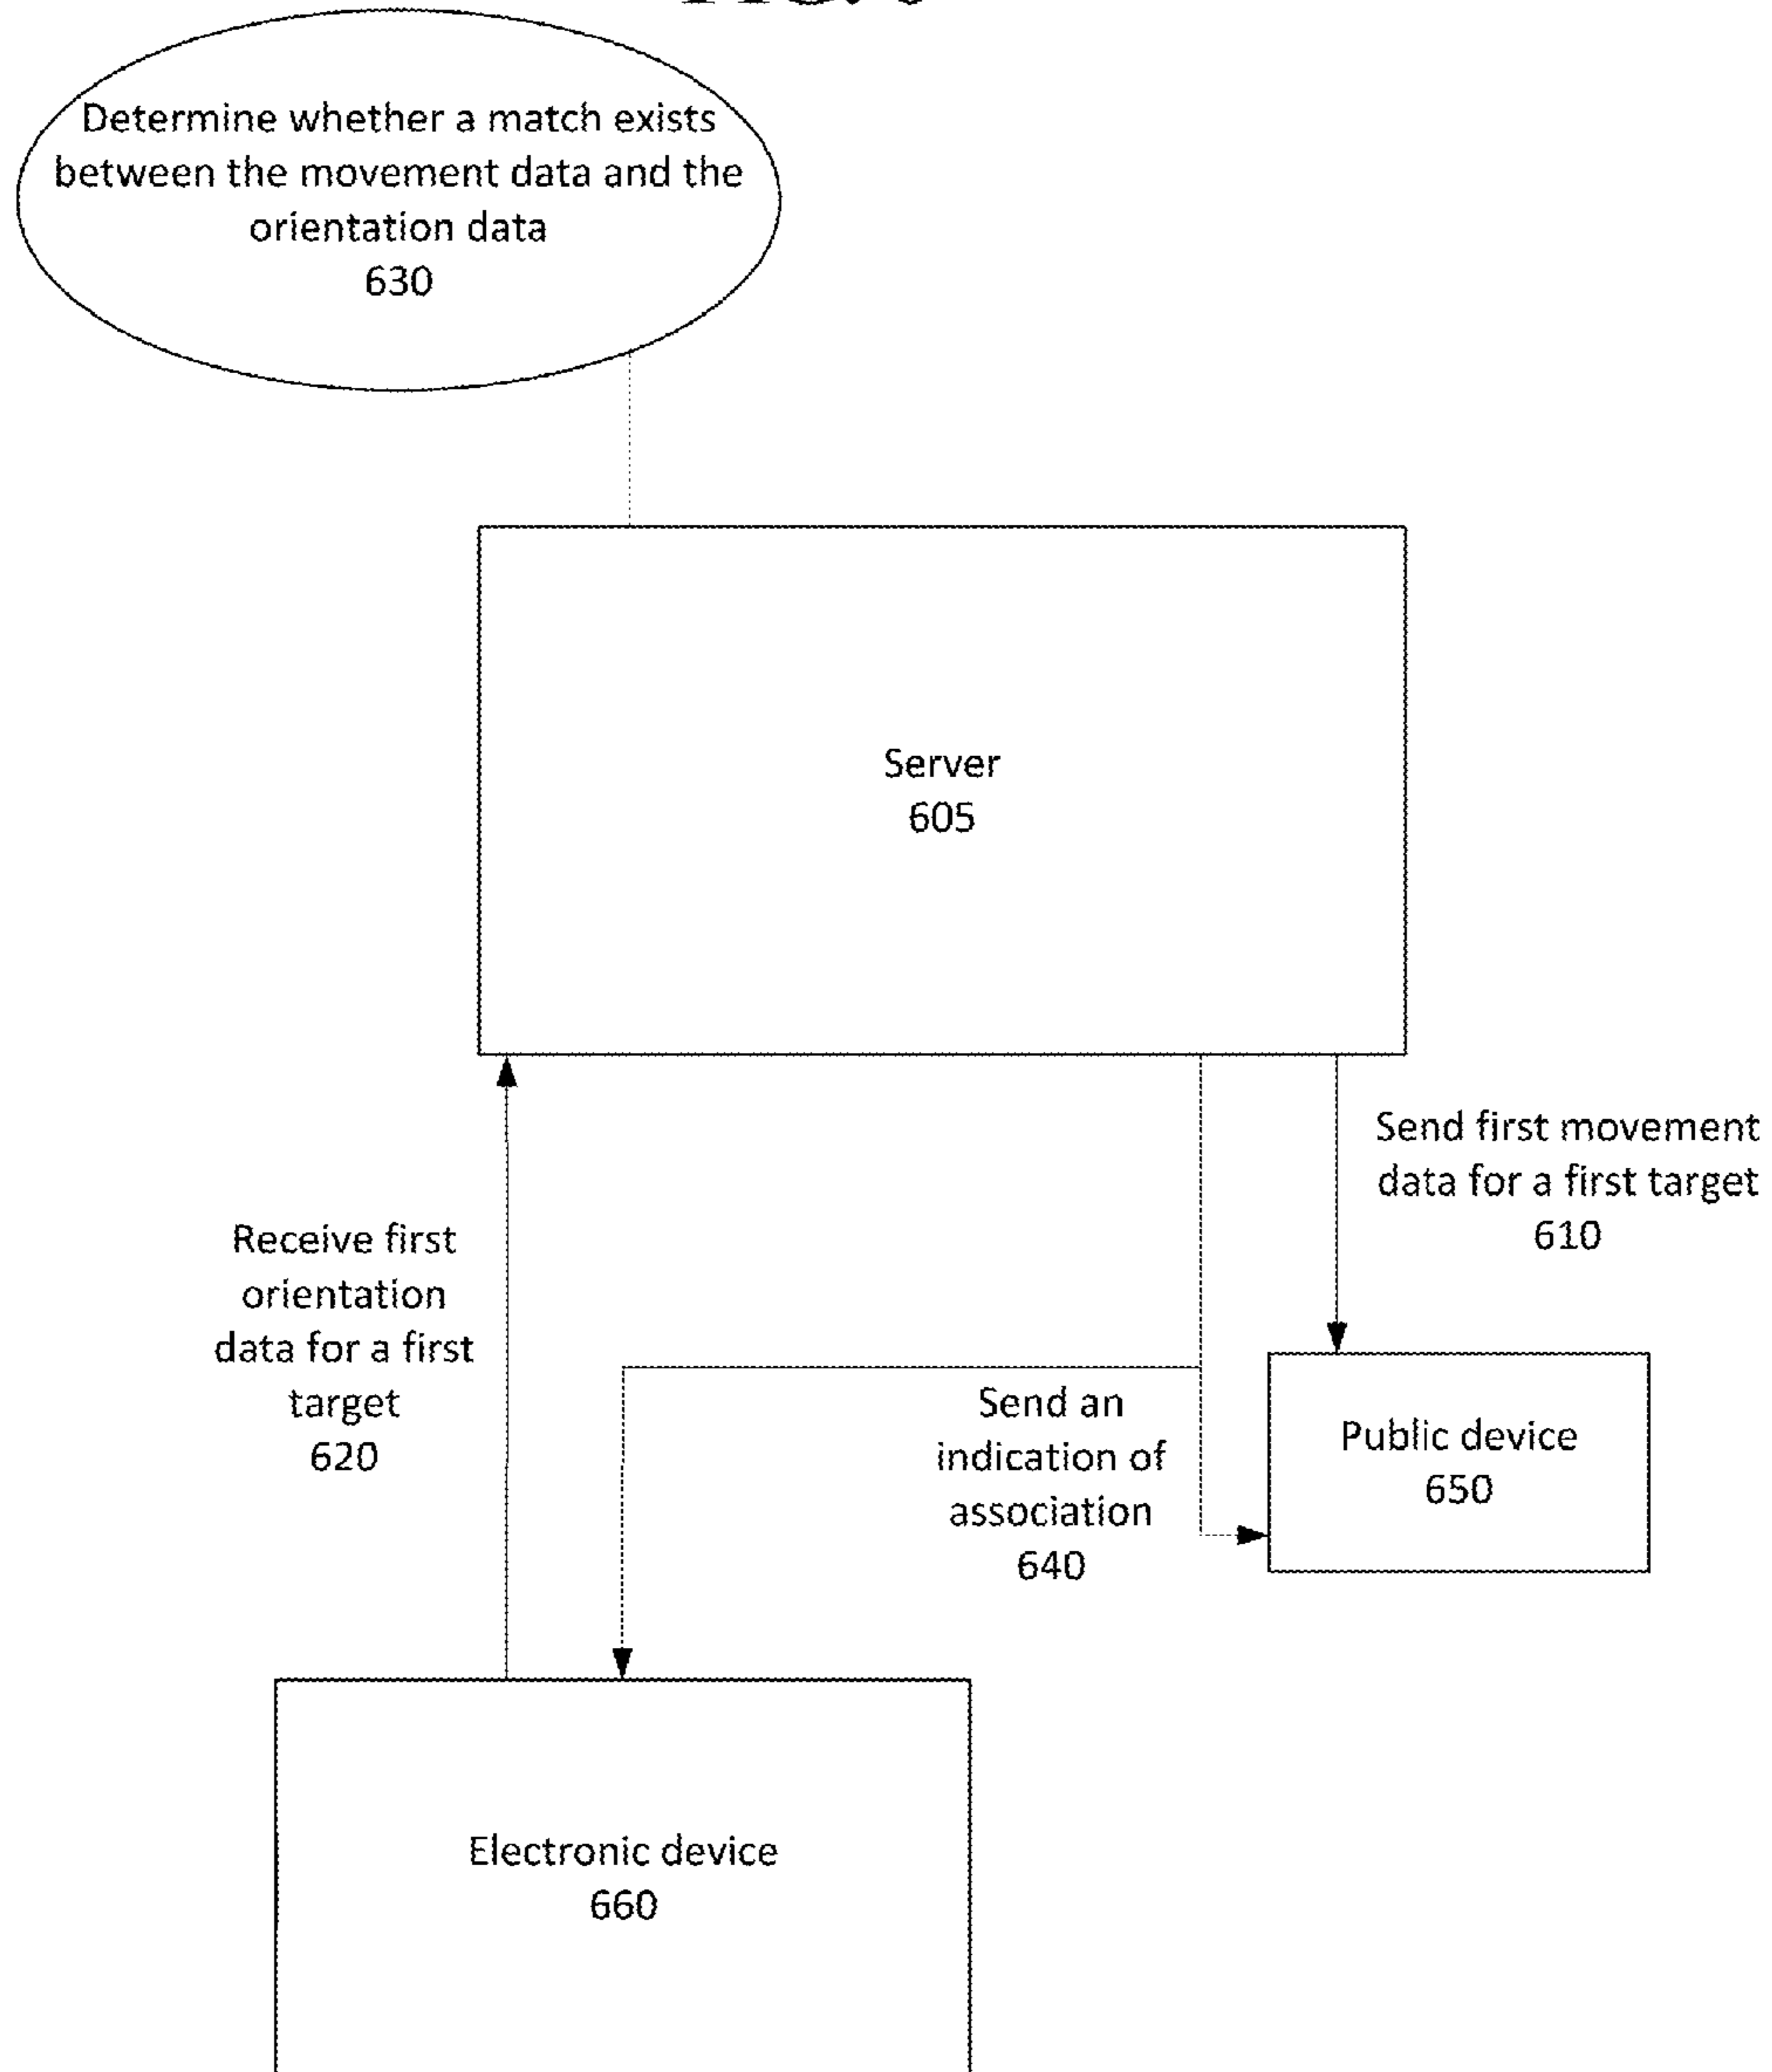 Determine whether a match exists
between the movement data and the
orientation data
630
Server
605
Send first movement
data for a first target
610
Receive first
orientation
data for a first
target
620
Send an
indication of
association
640
Public device
650
Electronic device
660